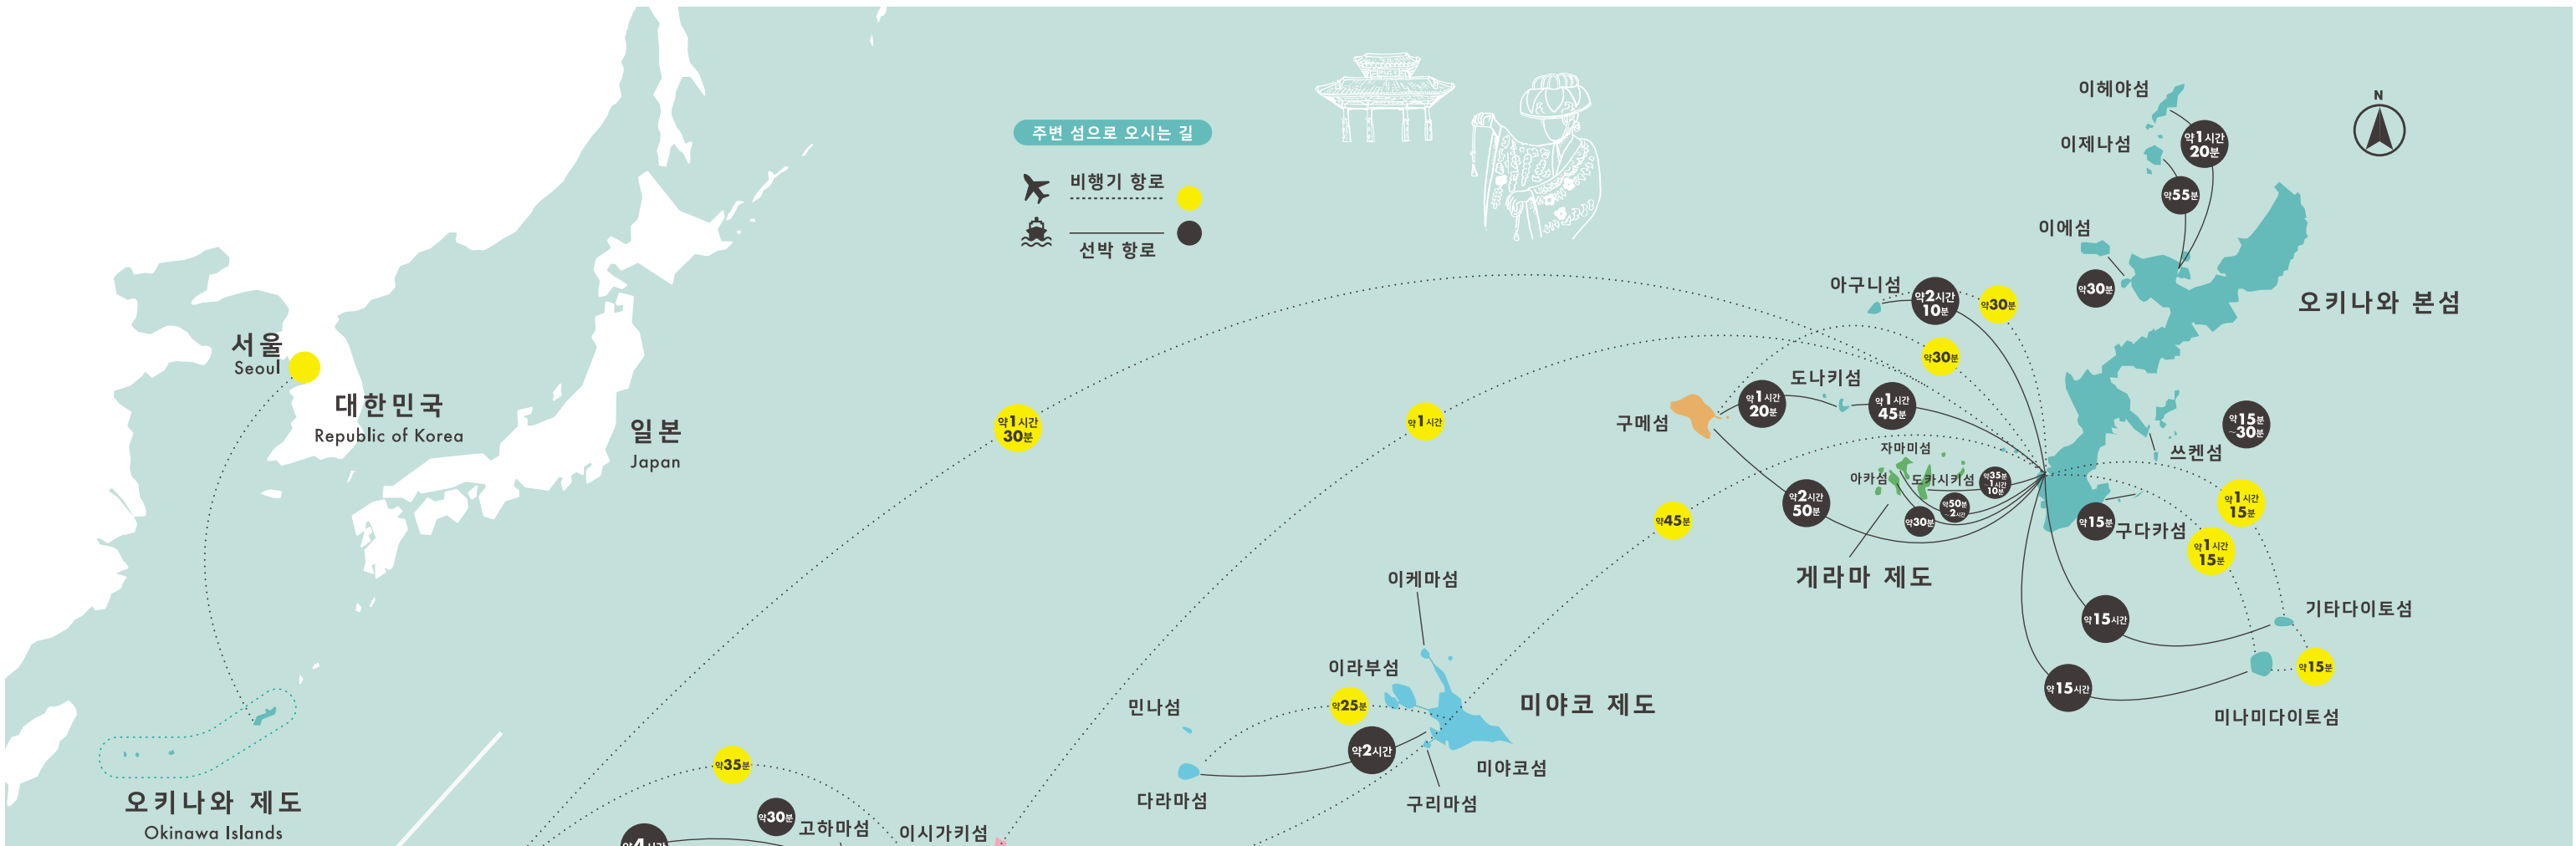 주변 섬으로 오시는 길
비행기 항로
선박 항로
N
서울
Seoul
대한민국
Republic of Korea
일본
Japan
오키나와 제도
Okinawa Islands
이헤야섬
약1시간
20분
이제나섬
약55분
이에섬
약30분
오키나와 본섬
아구니섬
약2시간
10분
약30분
약30분
도나키섬
약1시간
20분
약1시간
45분
구메섬
자마미섬
아카섬
도카시키섬
약35분
~1시간
10분
약50분
~2시간
약30분
약2시간
50분
게라마 제도
약15분
~30분
쓰켄섬
약15분
구다카섬
약1시간
15분
약1시간
15분
약15시간
기타다이토섬
약15시간
약15분
미나미다이토섬
약1시간
30분
약1시간
약45분
이케마섬
이라부섬
민나섬
약25분
미야코 제도
약2시간
다라마섬
미야코섬
구리마섬
약35분
약30분
고하마섬
이시가키섬
약4시간